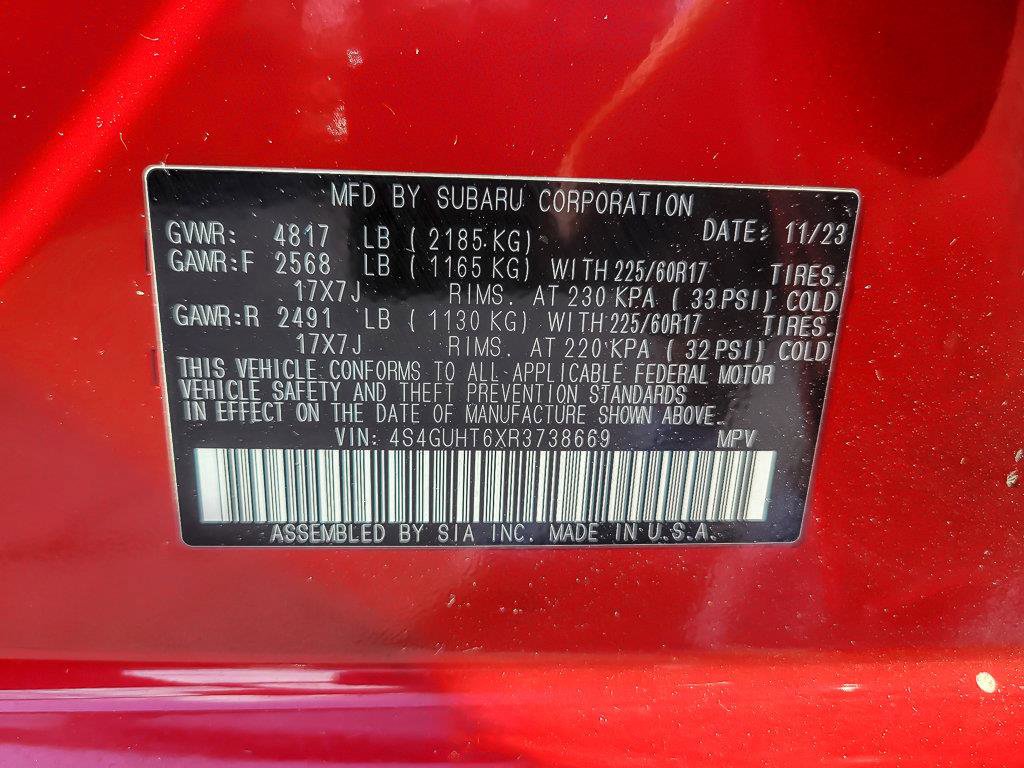 MFD BY SUBARU CORPORATION
GVWR: 4817 LB ( 2185 KG) DATE: 11/23
GAWR:F 2568 LB ( 1165 KG) WITH 225/60R17 TIRES.
17X7J RIMS. AT 230 KPA ( 33 PSI) COLD
GAWR:R 2491 LB ( 1130 KG) WITH 225/60R17 TIRES.
17X7J RIMS. AT 220 KPA ( 32 PSI) COLD
THIS VEHICLE CONFORMS TO ALL APPLICABLE FEDERAL MOTOR
VEHICLE SAFETY AND THEFT PREVENTION STANDARDS
IN EFFECT ON THE DATE OF MANUFACTURE SHOWN ABOVE.
VIN: 4S4GUHT6XR3738669 MPV
ASSEMBLED BY SIA INC. MADE IN U.S.A.